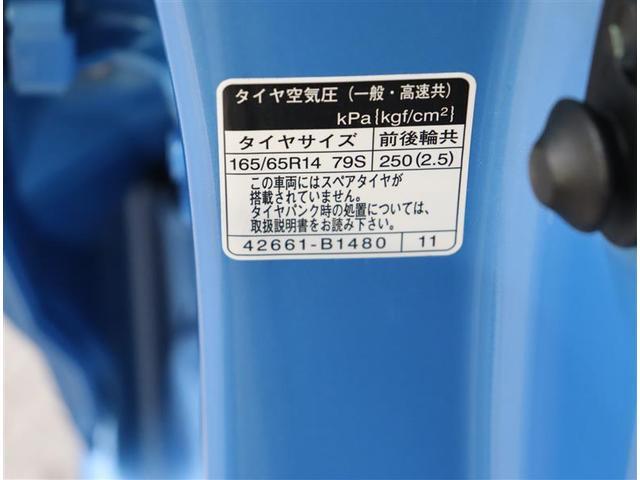 タイヤ空気圧(一般・高速共)
kPa{kgf/cm²}
タイヤサイズ 前後輪共
165/65R14 79S 250(2.5)
この車両にはスペアタイヤが
搭載されていません。
タイヤパンク時の処置については、
取扱説明書をお読み下さい。
42661-B1480 11